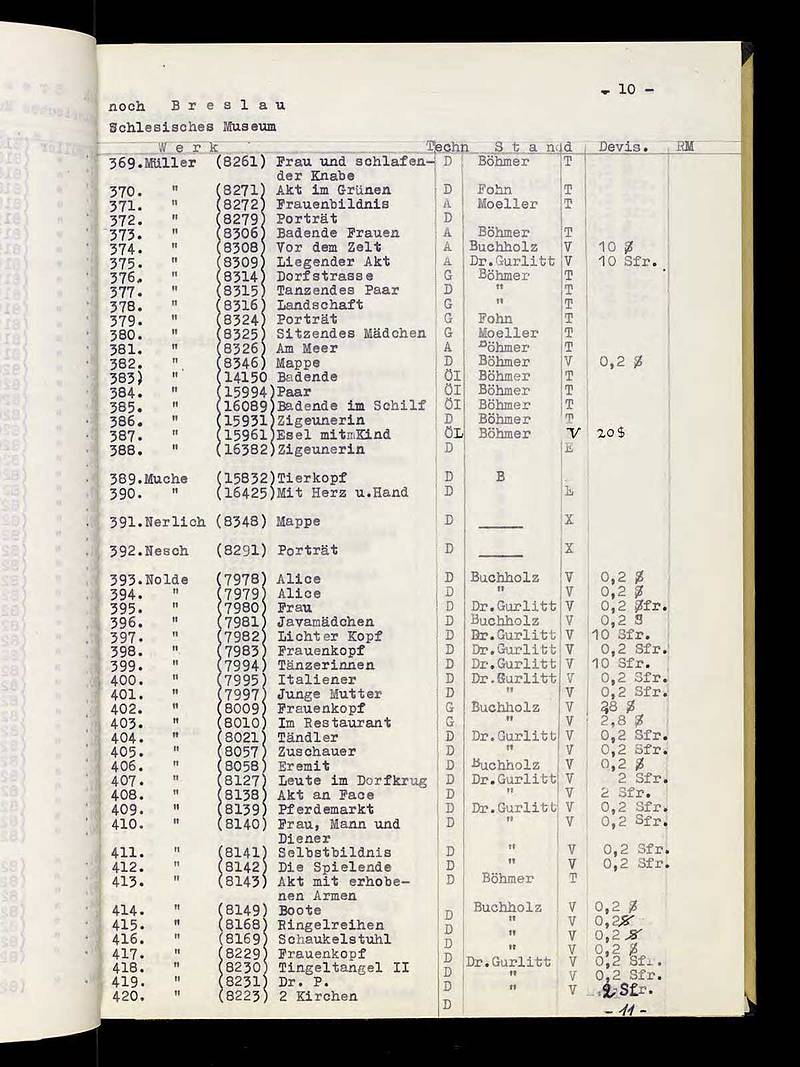 - 10 -
noch B r e s l a u
Schlesisches Museum
W e r k Techn S t a n d Devis. RM
369.Müller (8261) Frau und schlafen- D Böhmer T
der Knabe
370. " (8271) Akt im Grünen D Fohn T
371. " (8272) Frauenbildnis A Moeller T
372. " (8279) Porträt D
373. " (8306) Badende Frauen A Böhmer T
374. " (8308) Vor dem Zelt A Buchholz V 10 $
375. " (8309) Liegender Akt A Dr.Gurlitt V 10 Sfr.
376. " (8314) Dorfstrasse G Böhmer T
377. " (8315) Tanzendes Paar D " T
378. " (8316) Landschaft G " T
379. " (8324) Porträt G Fohn T
380. " (8325) Sitzendes Mädchen G Moeller T
381. " (8326) Am Meer A Böhmer T
382. " (8346) Mappe D Böhmer V 0,2 $
383) " (14150 Badende ÖI Böhmer T
384. " (15994)Paar ÖI Böhmer T
385. " (16089)Badende im Schilf ÖI Böhmer T
386. " (15931)Zigeunerin D Böhmer T
387. " (15961)Esel mitmKind ÖL Böhmer V 20$
388. " (16382)Zigeunerin D E
389.Muche (15832)Tierkopf D B
390. " (16425)Mit Herz u.Hand D E
391.Nerlich (8348) Mappe D ____ X
392.Nesch (8291) Porträt D ____ X
393.Nolde (7978) Alice D Buchholz V 0,2 $
394. " (7979) Alice D " V 0,2 $
395. " (7980) Frau D Dr.Gurlitt V 0,2 Sfr.
396. " (7981) Javamädchen D Buchholz V 0,2 $
397. " (7982) Lichter Kopf D Dr.Gurlitt V 10 Sfr.
398. " (7983) Frauenkopf D Dr.Gurlitt V 0,2 Sfr.
399. " (7994) Tänzerinnen D Dr.Gurlitt V 10 Sfr.
400. " (7995) Italiener D Dr.Gurlitt V 0,2 Sfr.
401. " (7997) Junge Mutter D " V 0,2 Sfr.
402. " (8009) Frauenkopf G Buchholz V 28 $
403. " (8010) Im Restaurant G " V 2,8 $
404. " (8021) Tändler D Dr.Gurlitt V 0,2 Sfr.
405. " (8057) Zuschauer D " V 0,2 Sfr.
406. " (8058) Eremit D Buchholz V 0,2 $
407. " (8127) Leute im Dorfkrug D Dr.Gurlitt V 2 Sfr.
408. " (8138) Akt an Face D " V 2 Sfr.
409. " (8139) Pferdemarkt D Dr.Gurlitt V 0,2 Sfr.
410. " (8140) Frau, Mann und D " V 0,2 Sfr.
Diener
411. " (8141) Selbstbildnis D " V 0,2 Sfr.
412. " (8142) Die Spielende D " V 0,2 Sfr.
413. " (8143) Akt mit erhobe- D Böhmer T
nen Armen
414. " (8149) Boote D Buchholz V 0,2 $
415. " (8168) Ringelreihen D " V 0,2$
416. " (8169) Schaukelstuhl D " V 0,2 $
417. " (8229) Frauenkopf D " V 0,2 $
418. " (8230) Tingeltangel II D Dr.Gurlitt V 0,2 Sfr.
419. " (8231) Dr. P. D " V 0,2 Sfr.
420. " (8223) 2 Kirchen D " V 2 Sfr.
- 11 -